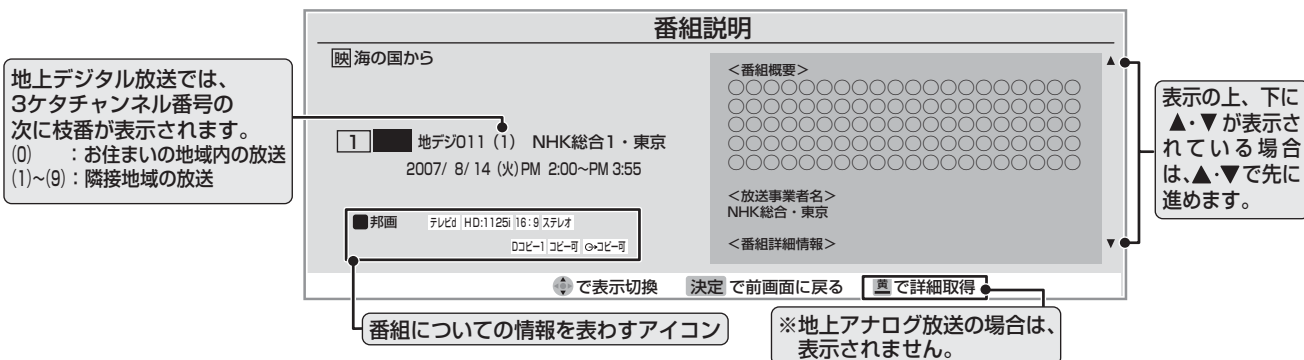 番組説明
映 海の国から
1 地デジ011 (1) NHK総合1・東京
2007/ 8/ 14 (火) PM 2:00~PM 3:55
■邦画 テレビd HD:1125i 16:9 ステレオ
Dコピー1 コピー可 コピー可
<番組概要>
○○○○○○○○○○○○○○○○○○
○○○○○○○○○○○○○○○○○○
○○○○○○○○○○○○○○○○○○
○○○○○○○○○○○○○○○○○○
○○○○○○○○○○○○○○○○○○
<放送事業者名>
NHK総合・東京
<番組詳細情報>
▲
▼
で表示切換 決定 で前画面に戻る 黄 で詳細取得
地上デジタル放送では、
3ケタチャンネル番号の
次に枝番が表示されます。
(0) :お住まいの地域内の放送
(1)~(9):隣接地域の放送
表示の上、下に
▲・▼ が表示さ
れている場合
は、▲・▼で先に
進めます。
番組についての情報を表わすアイコン
※地上アナログ放送の場合は、
表示されません。